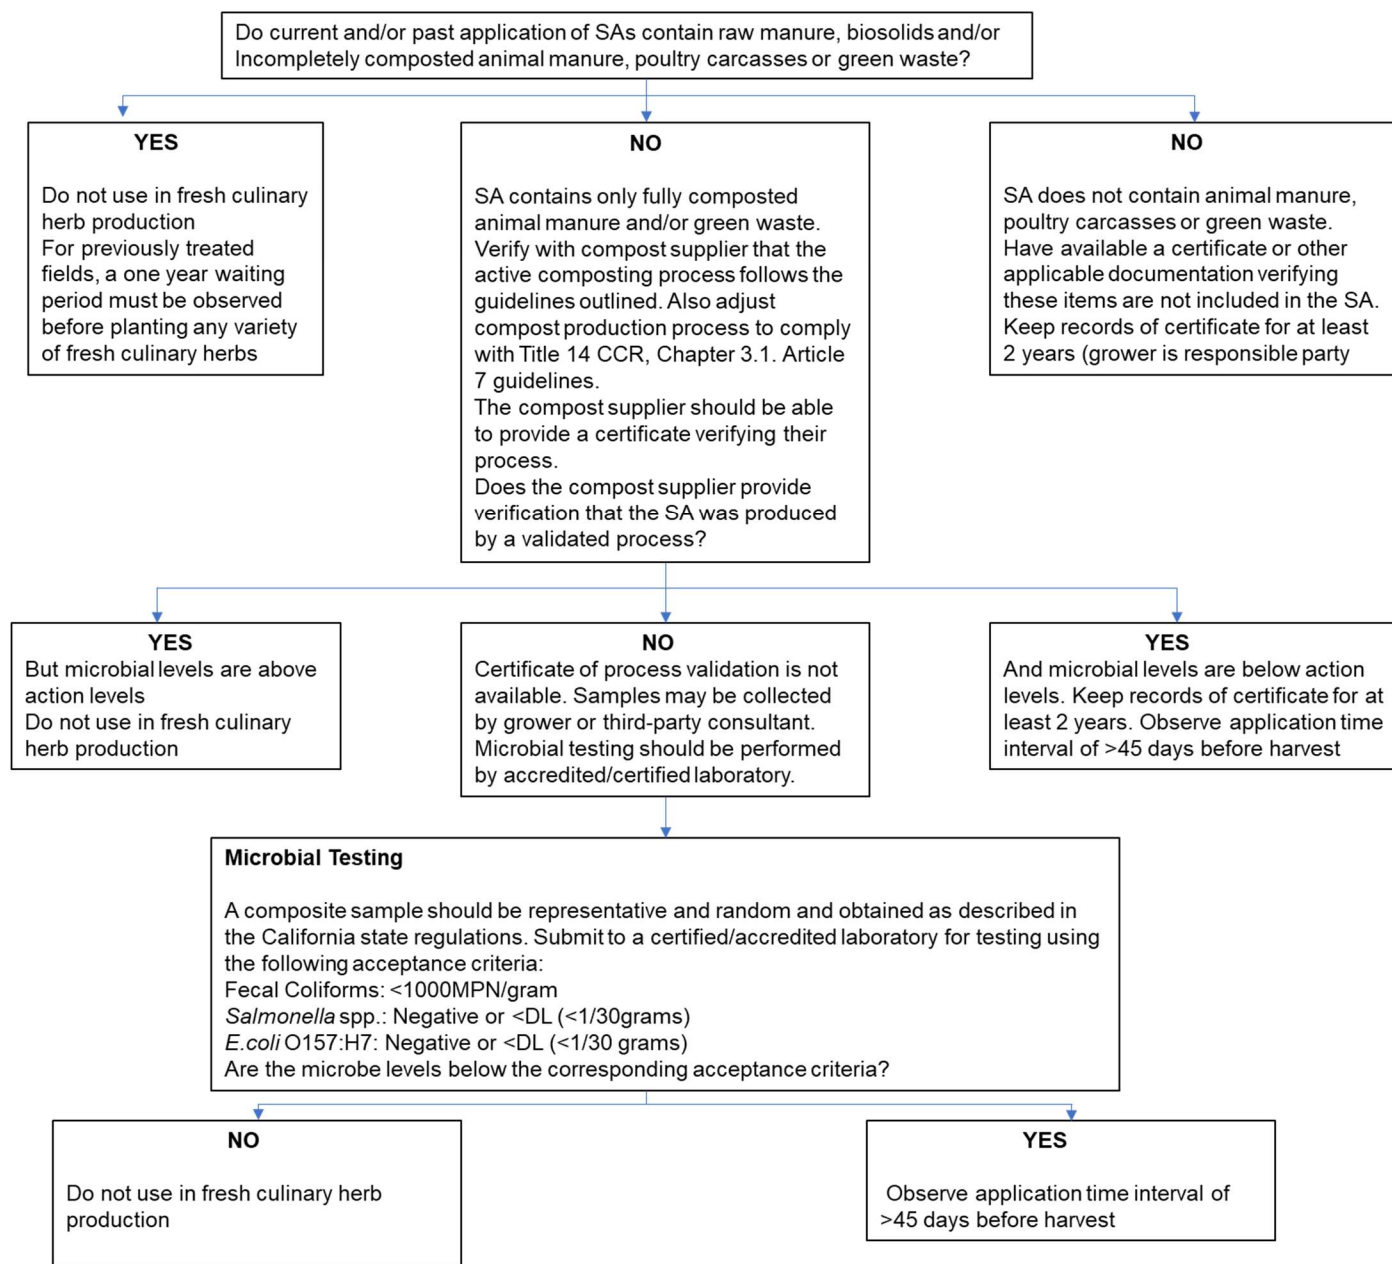 Do current and/or past application of SAs contain raw manure, biosolids and/or
Incompletely composted animal manure, poultry carcasses or green waste?
YES
Do not use in fresh culinary
herb production
For previously treated
fields, a one year waiting
period must be observed
before planting any variety
of fresh culinary herbs
NO
SA contains only fully composted
animal manure and/or green waste.
Verify with compost supplier that the
active composting process follows the
guidelines outlined. Also adjust
compost production process to comply
with Title 14 CCR, Chapter 3.1. Article
7 guidelines.
The compost supplier should be able
to provide a certificate verifying their
process.
Does the compost supplier provide
verification that the SA was produced
by a validated process?
NO
SA does not contain animal manure,
poultry carcasses or green waste.
Have available a certificate or other
applicable documentation verifying
these items are not included in the SA.
Keep records of certificate for at least
2 years (grower is responsible party
YES
But microbial levels are above
action levels
Do not use in fresh culinary
herb production
NO
Certificate of process validation is not
available. Samples may be collected
by grower or third-party consultant.
Microbial testing should be performed
by accredited/certified laboratory.
YES
And microbial levels are below action
levels. Keep records of certificate for at
least 2 years. Observe application time
interval of >45 days before harvest
Microbial Testing
A composite sample should be representative and random and obtained as described in
the California state regulations. Submit to a certified/accredited laboratory for testing using
the following acceptance criteria:
Fecal Coliforms: <1000MPN/gram
Salmonella spp.: Negative or <DL (<1/30grams)
E.coli O157:H7: Negative or <DL (<1/30 grams)
Are the microbe levels below the corresponding acceptance criteria?
NO
Do not use in fresh culinary herb
production
YES
Observe application time interval of
>45 days before harvest